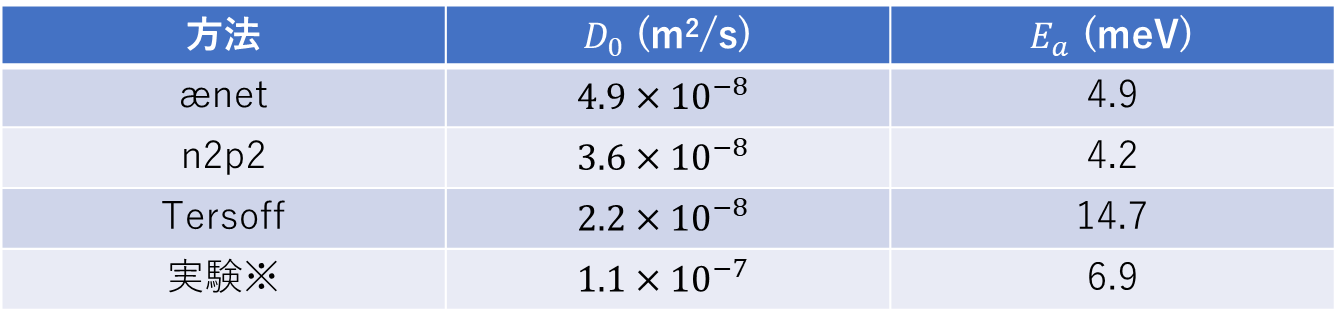 方法 D₀ (m²/s) Eₐ (meV)
ænet 4.9 × 10⁻⁸ 4.9
n2p2 3.6 × 10⁻⁸ 4.2
Tersoff 2.2 × 10⁻⁸ 14.7
実験※ 1.1 × 10⁻⁷ 6.9